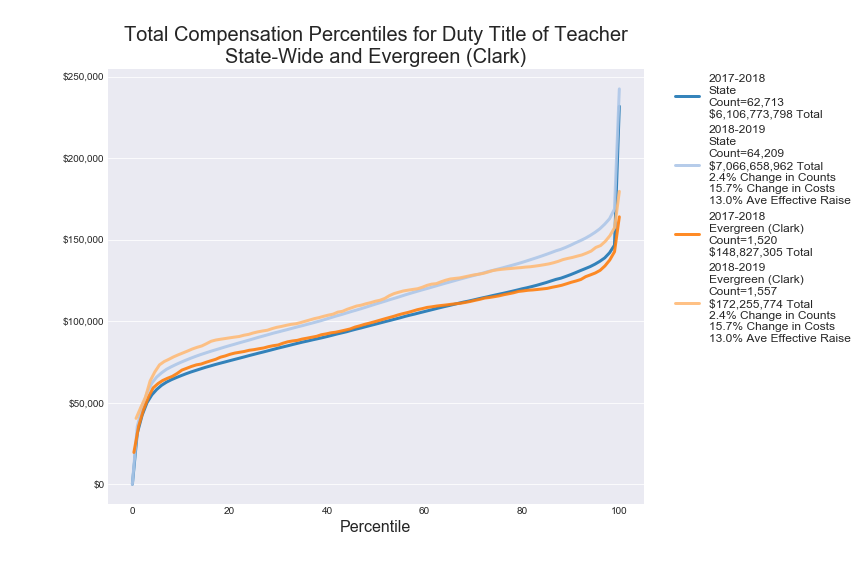 Total Compensation Percentiles for Duty Title of Teacher
State-Wide and Evergreen (Clark)
$250,000
$200,000
$150,000
$100,000
$50,000
$0
0 20 40 60 80 100
Percentile
2017-2018
State
Count=62,713
$6,106,773,798 Total
2018-2019
State
Count=64,209
$7,066,658,962 Total
2.4% Change in Counts
15.7% Change in Costs
13.0% Ave Effective Raise
2017-2018
Evergreen (Clark)
Count=1,520
$148,827,305 Total
2018-2019
Evergreen (Clark)
Count=1,557
$172,255,774 Total
2.4% Change in Counts
15.7% Change in Costs
13.0% Ave Effective Raise